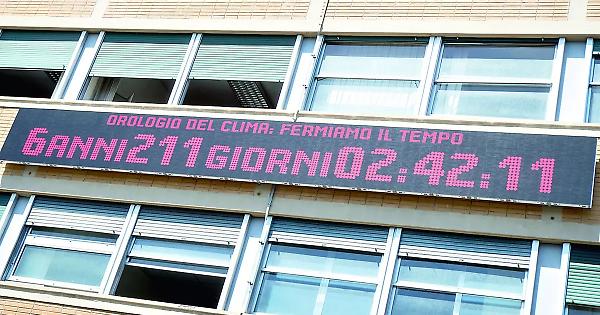 OROLOGIO DEL CLIMA: FERMIAMO IL TEMPO
6ANNI211GIORNI02:42:11